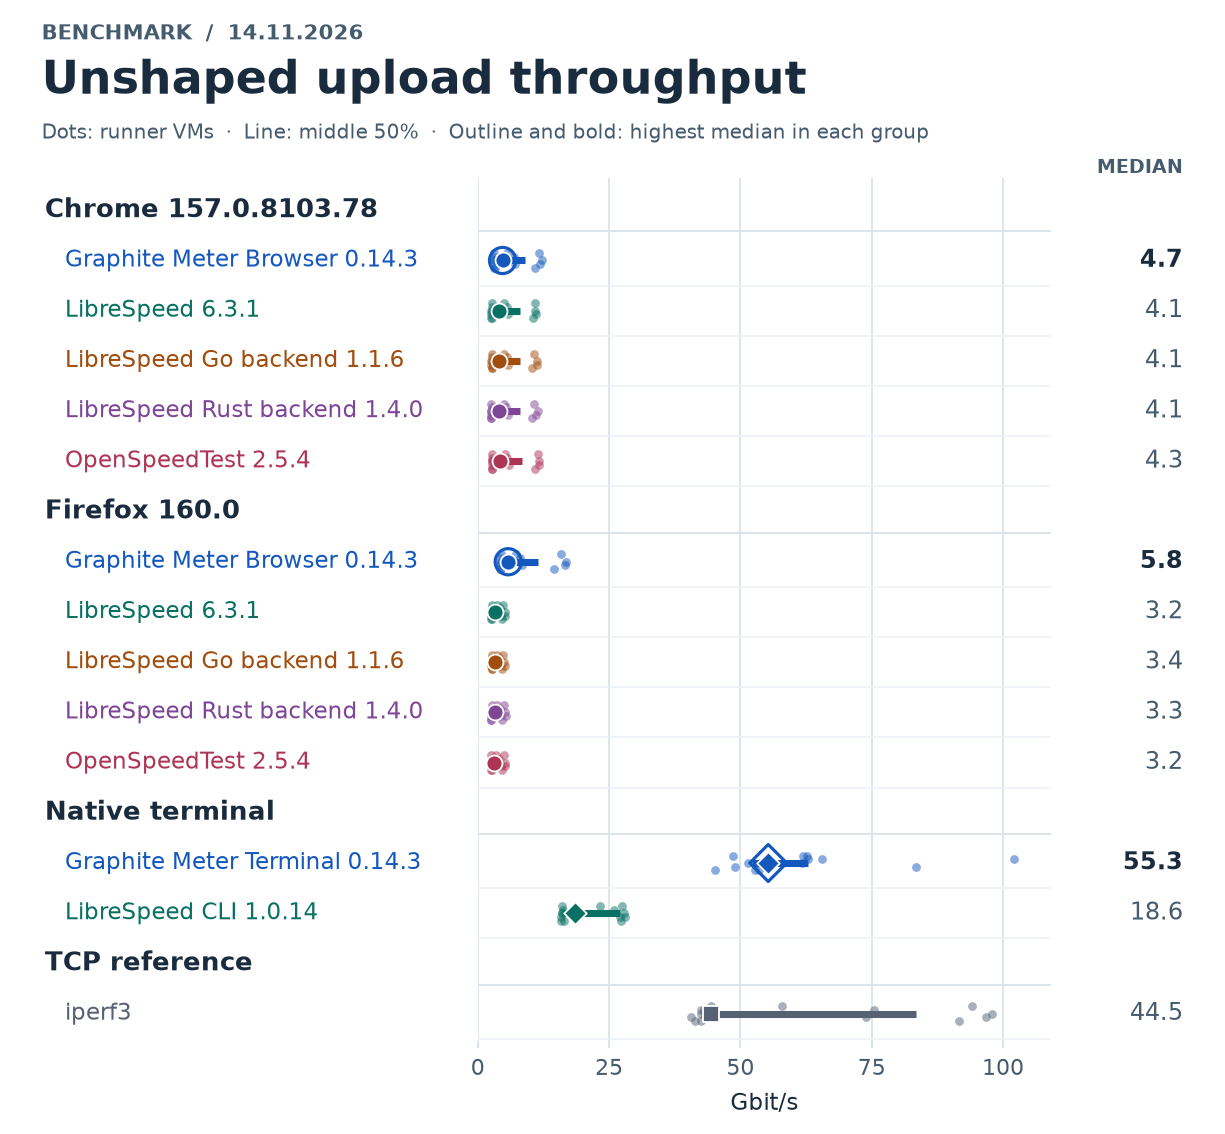 BENCHMARK / 14.11.2026
Unshaped upload throughput
Dots: runner VMs · Line: middle 50% · Outline and bold: highest median in each group
MEDIAN
Chrome 157.0.8103.78
Graphite Meter Browser 0.14.3 4.7
LibreSpeed 6.3.1 4.1
LibreSpeed Go backend 1.1.6 4.1
LibreSpeed Rust backend 1.4.0 4.1
OpenSpeedTest 2.5.4 4.3
Firefox 160.0
Graphite Meter Browser 0.14.3 5.8
LibreSpeed 6.3.1 3.2
LibreSpeed Go backend 1.1.6 3.4
LibreSpeed Rust backend 1.4.0 3.3
OpenSpeedTest 2.5.4 3.2
Native terminal
Graphite Meter Terminal 0.14.3 55.3
LibreSpeed CLI 1.0.14 18.6
TCP reference
iperf3 44.5
0 25 50 75 100
Gbit/s